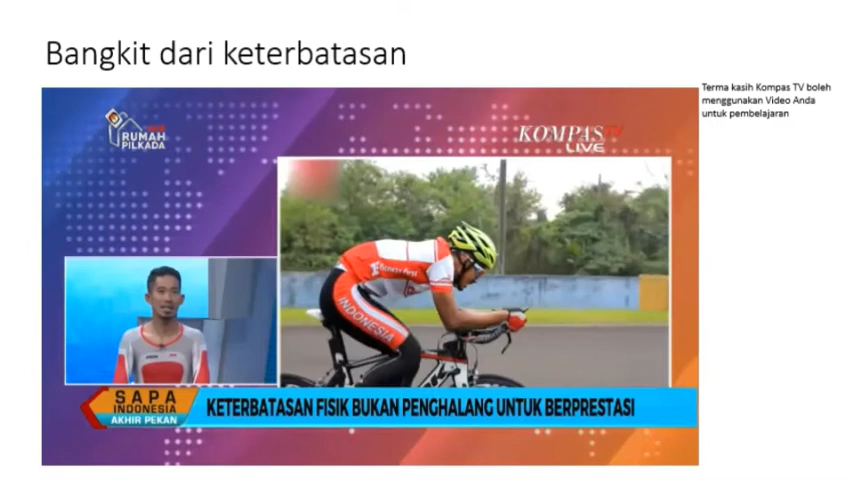 Bangkit dari keterbatasan
Terma kasih Kompas TV boleh
menggunakan Video Anda
untuk pembelajaran
RUMAH
PILKADA
KOMPAS TV
LIVE
INDONESIA
SAPA
INDONESIA
AKHIR PEKAN
KETERBATASAN FISIK BUKAN PENGHALANG UNTUK BERPRESTASI